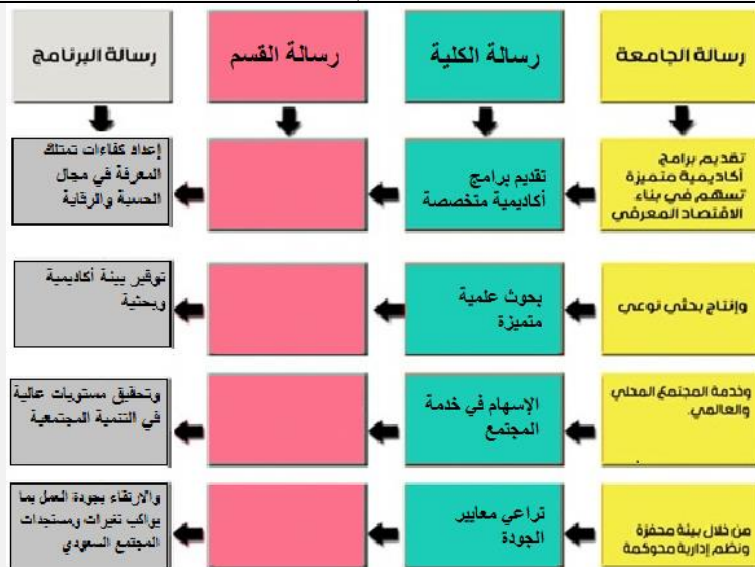 رسالة الجامعة
رسالة الكلية
رسالة القسم
رسالة البرنامج
تقديم برامج
أكاديمية متميزة
تسهم في بناء
الاقتصاد المعرفي
تقديم برامج
أكاديمية متخصصة
إعداد كفاءات تمتلك
المعرفة في مجال
الحسبة والرقابة
وإنتاج بحثي نوعي
بحوث علمية
متميزة
توفير بيئة أكاديمية
وبحثية
وخدمة المجتمع المحلي
والعالمي.
الإسهام في خدمة
المجتمع
وتحقيق مستويات عالية
في التنمية المجتمعية
من خلال بيئة محفزة
ونظم إدارية محوكمة
تراعي معايير
الجودة
والارتقاء بجودة العمل بما
يواكب تغيرات ومستجدات
المجتمع السعودي